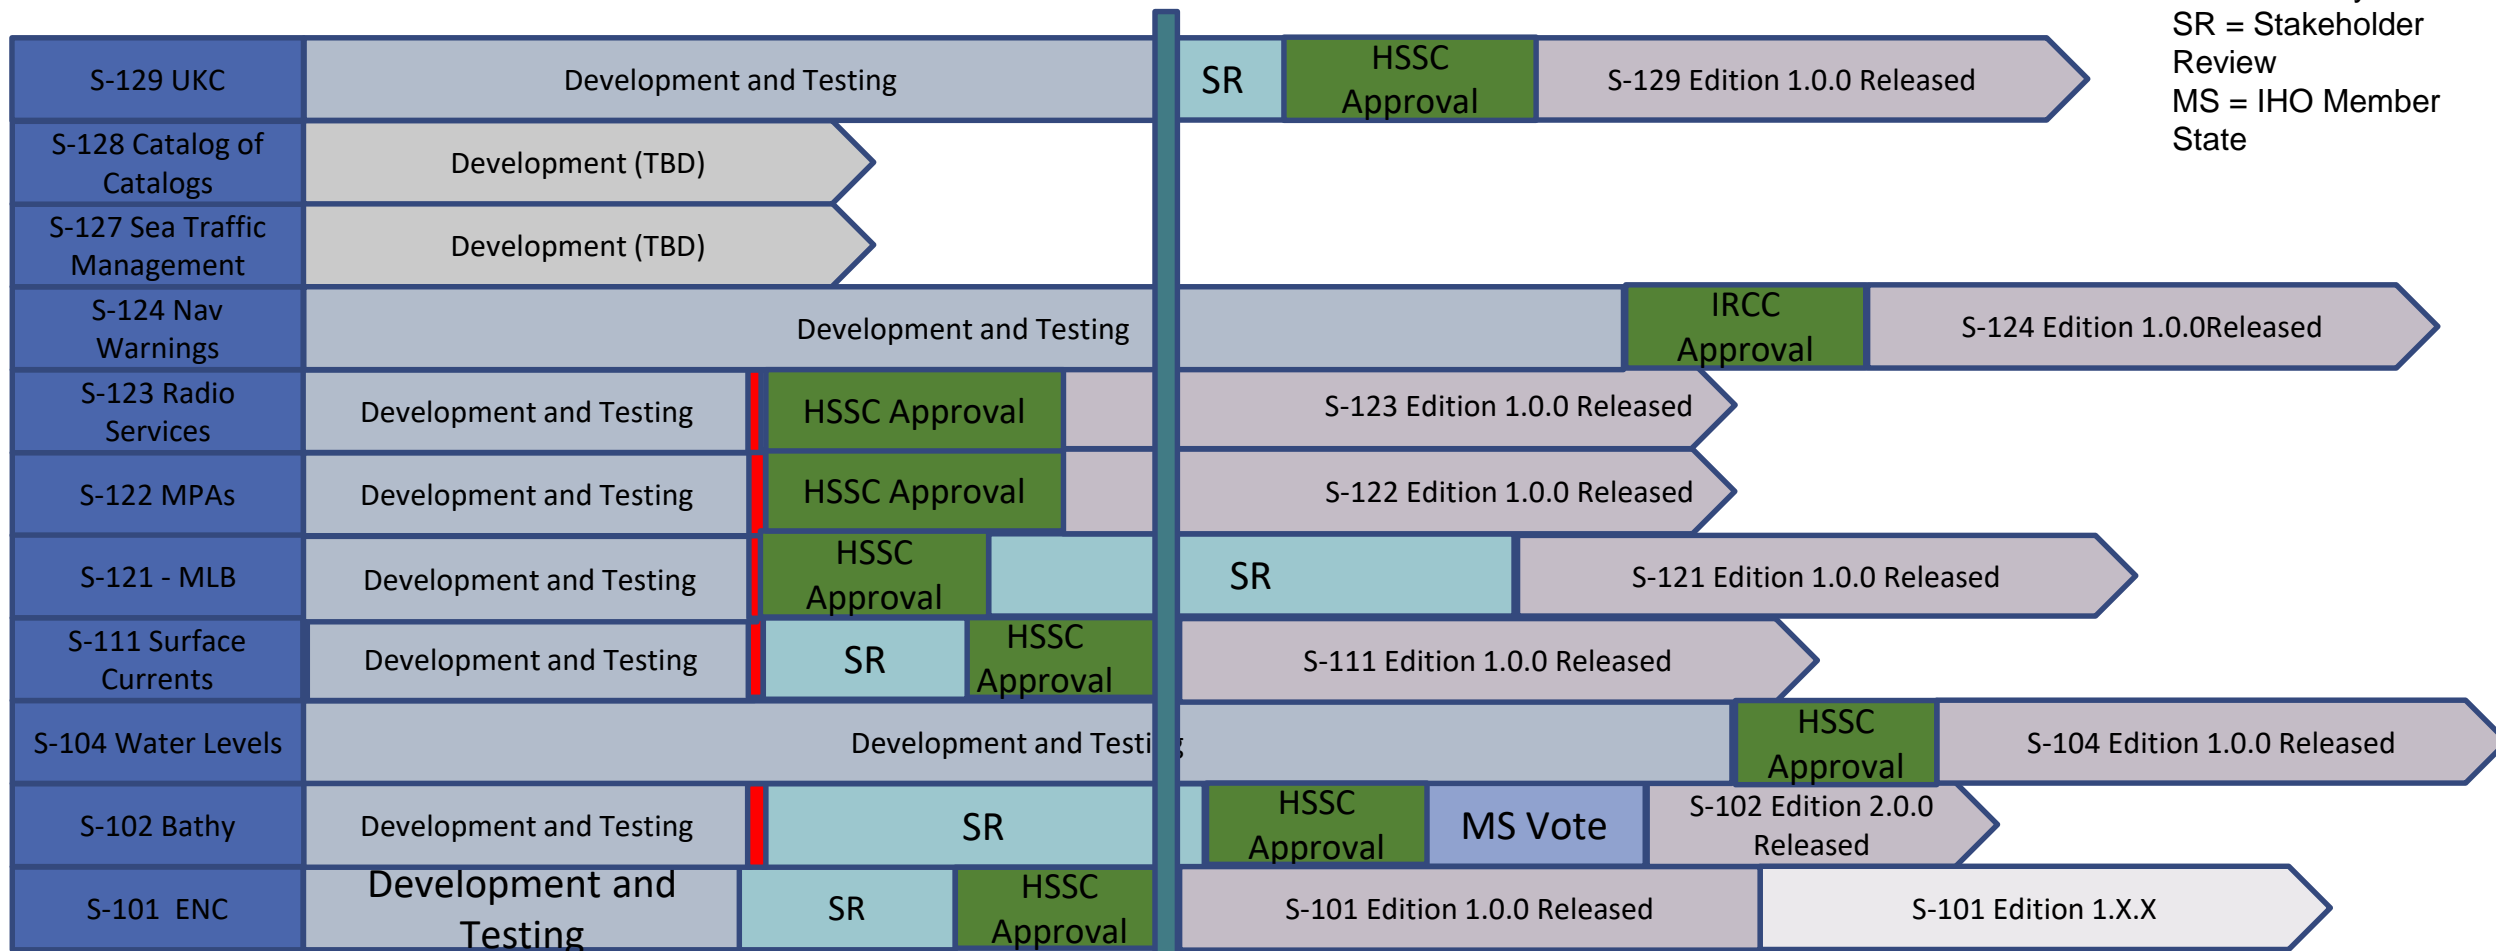 SR = Stakeholder
Review
MS = IHO Member
State
S-129 UKC
Development and Testing
SR
HSSC
Approval
S-129 Edition 1.0.0 Released
S-128 Catalog of
Catalogs
Development (TBD)
S-127 Sea Traffic
Management
Development (TBD)
S-124 Nav
Warnings
Development and Testing
IRCC
Approval
S-124 Edition 1.0.0Released
S-123 Radio
Services
Development and Testing
HSSC Approval
S-123 Edition 1.0.0 Released
S-122 MPAs
Development and Testing
HSSC Approval
S-122 Edition 1.0.0 Released
S-121 - MLB
Development and Testing
HSSC
Approval
SR
S-121 Edition 1.0.0 Released
S-111 Surface
Currents
Development and Testing
SR
HSSC
Approval
S-111 Edition 1.0.0 Released
S-104 Water Levels
Development and Testing
HSSC
Approval
S-104 Edition 1.0.0 Released
S-102 Bathy
Development and Testing
SR
HSSC
Approval
MS Vote
S-102 Edition 2.0.0
Released
S-101 ENC
Development and
Testing
SR
HSSC
Approval
S-101 Edition 1.0.0 Released
S-101 Edition 1.X.X